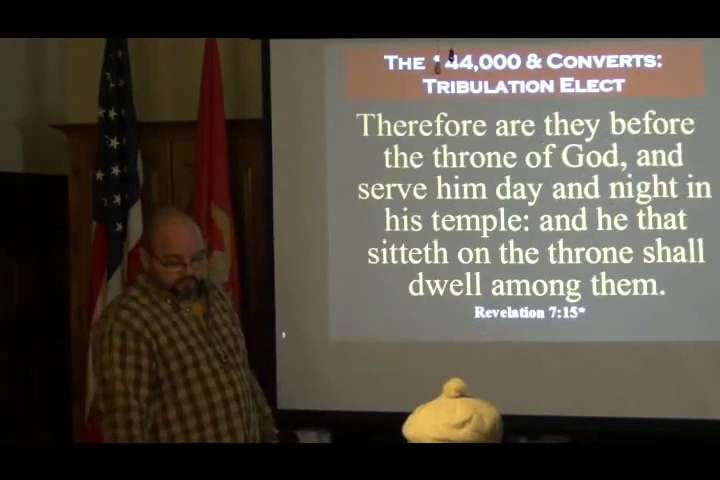 THE 144,000 & CONVERTS:
TRIBULATION ELECT
Therefore are they before
the throne of God, and
serve him day and night in
his temple: and he that
sitteth on the throne shall
dwell among them.
Revelation 7:15*